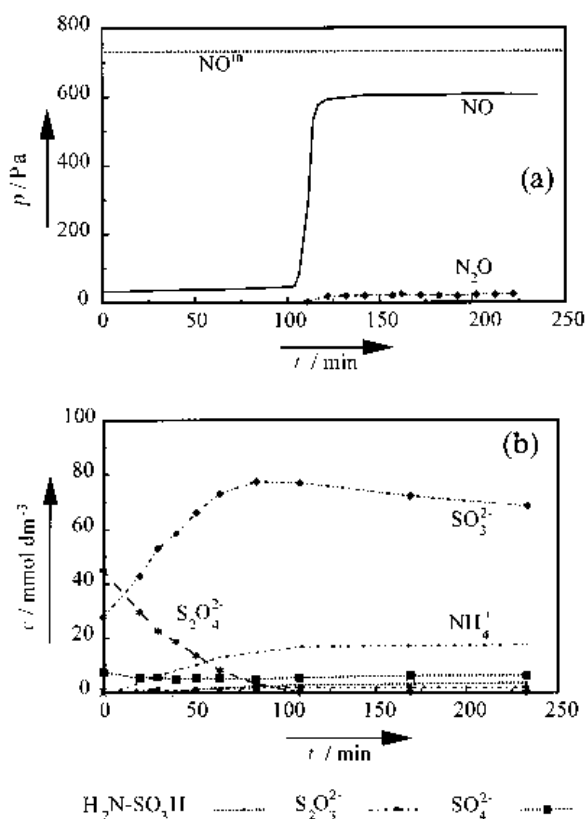 800
600
400
200
0
p / Pa
NOⁱⁿ
NO
(a)
N₂O
0 50 100 150 200 250
t / min
100
80
60
40
20
0
c / mmol dm⁻³
(b)
SO₃²⁻
S₂O₄²⁻
NH₄⁺
0 50 100 150 200 250
t / min
H₂N-SO₃H S₂O₃²⁻ SO₄²⁻